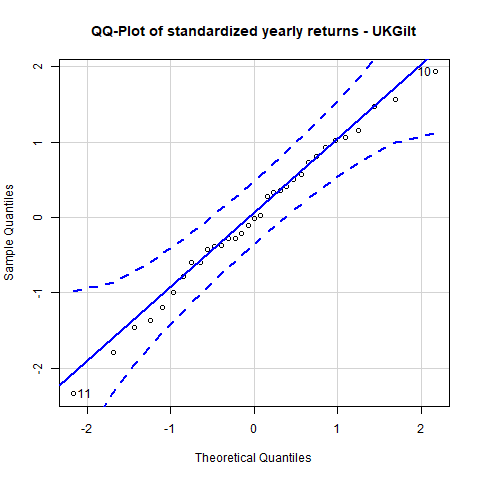 QQ-Plot of standardized yearly returns - UKGilt
Sample Quantiles
2
1
0
-1
-2
10
11
-2 -1 0 1 2
Theoretical Quantiles